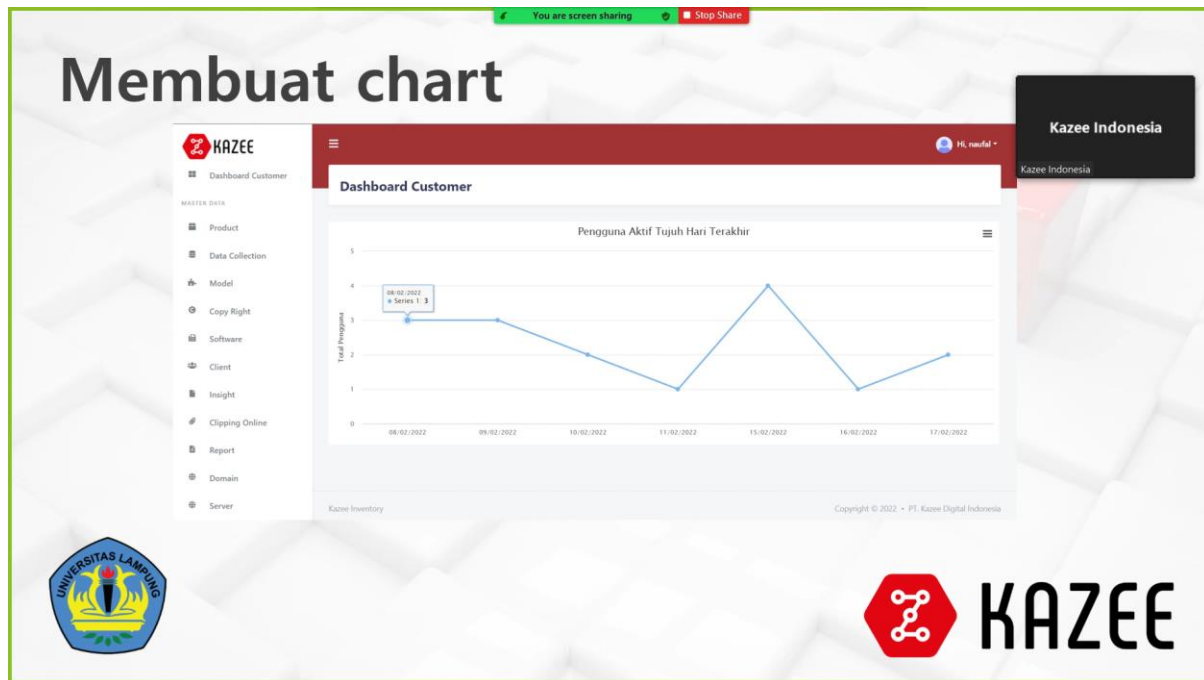 You are screen sharing
Stop Share
Membuat chart
Kazee Indonesia
Kazee Indonesia
KAZEE
Hi, naufal
Dashboard Customer
MASTER DATA
Product
Data Collection
Model
Copy Right
Software
Client
Insight
Clipping Online
Report
Domain
Server
Dashboard Customer
Pengguna Aktif Tujuh Hari Terakhir
Total Pengguna
5
4
3
2
1
0
08/02/2022
Series 1: 3
08/02/2022 09/02/2022 10/02/2022 11/02/2022 15/02/2022 16/02/2022 17/02/2022
Kazee Inventory
Copyright © 2022 • PT. Kazee Digital Indonesia
UNIVERSITAS LAMPUNG
KAZEE